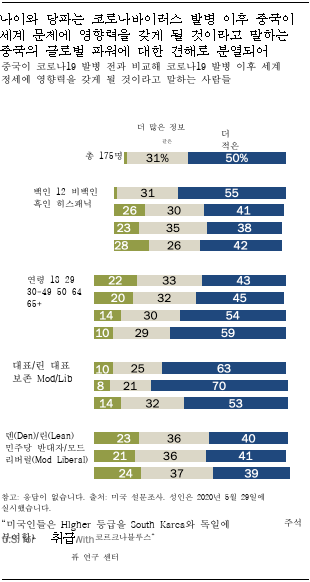 나이와 당파는 코로나바이러스 발병 이후 중국이
세계 문제에 영향력을 갖게 될 것이라고 말하는
중국의 글로벌 파워에 대한 견해로 분열되어
중국이 코로나19 발병 전과 비교해 코로나19 발병 이후 세계
정세에 영향력을 갖게 될 것이라고 말하는 사람들
더 많은 정보
같은
더
적은
총 175명 31% 50%
백인 12 비백인
흑인 히스패닉
31 55
26 30 41
23 35 38
28 26 42
연령 18 29
30-49 50 64
65+
22 33 43
20 32 45
14 30 54
10 29 59
대표/린 대표
보존 Mod/Lib
10 25 63
8 21 70
14 32 53
덴(Den)/린(Lean)
민주당 반대자/모드
리버럴(Mod Liberal)
23 36 40
21 36 41
24 37 39
참고: 응답이 없습니다. 출처: 미국 설문조사. 성인은 2020년 5월 29일에
실시했습니다.
"미국인들은 Higher 등급을 South Karca와 독일에 주석
취급 With 코르크나블루스"
퓨 연구 센터